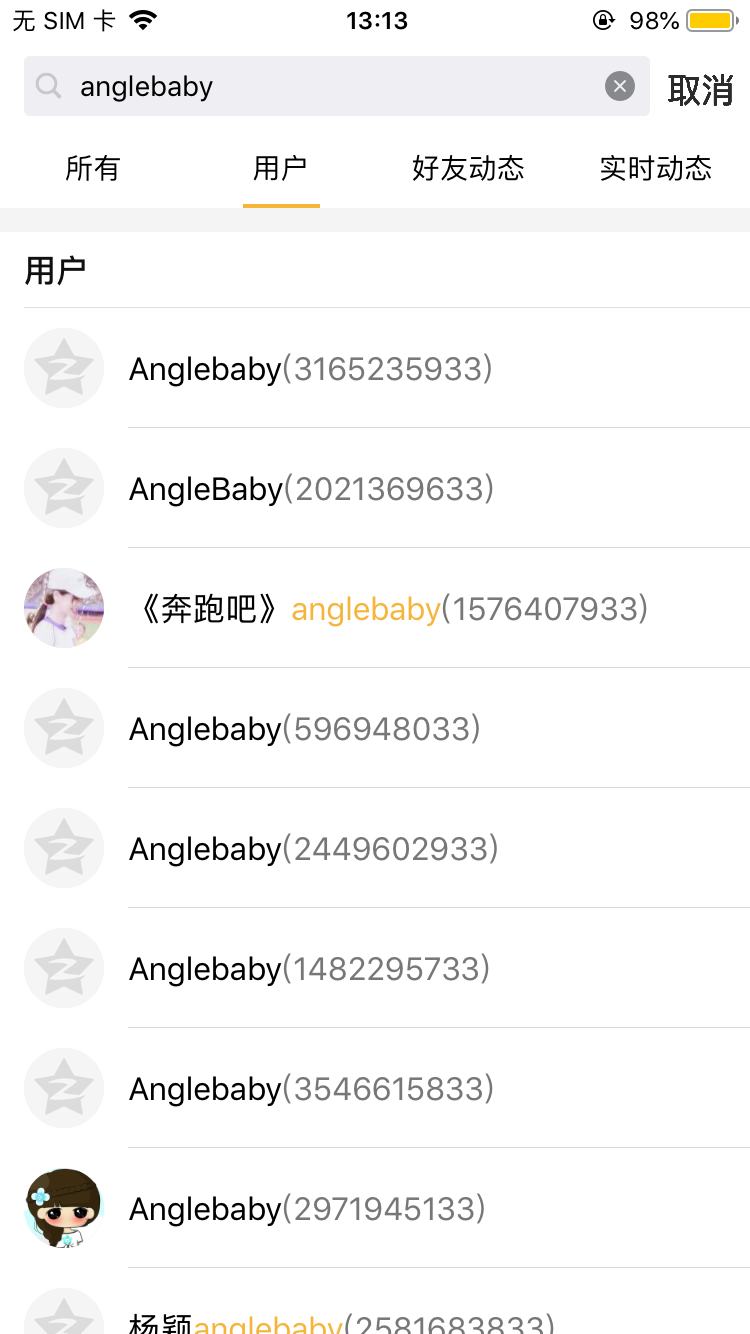 无 SIM 卡 13:13 98%
anglebaby 取消
所有 用户 好友动态 实时动态
用户
Anglebaby(3165235933)
AngleBaby(2021369633)
《奔跑吧》anglebaby(1576407933)
Anglebaby(596948033)
Anglebaby(2449602933)
Anglebaby(1482295733)
Anglebaby(3546615833)
Anglebaby(2971945133)
杨颖anglebaby(2581683833)